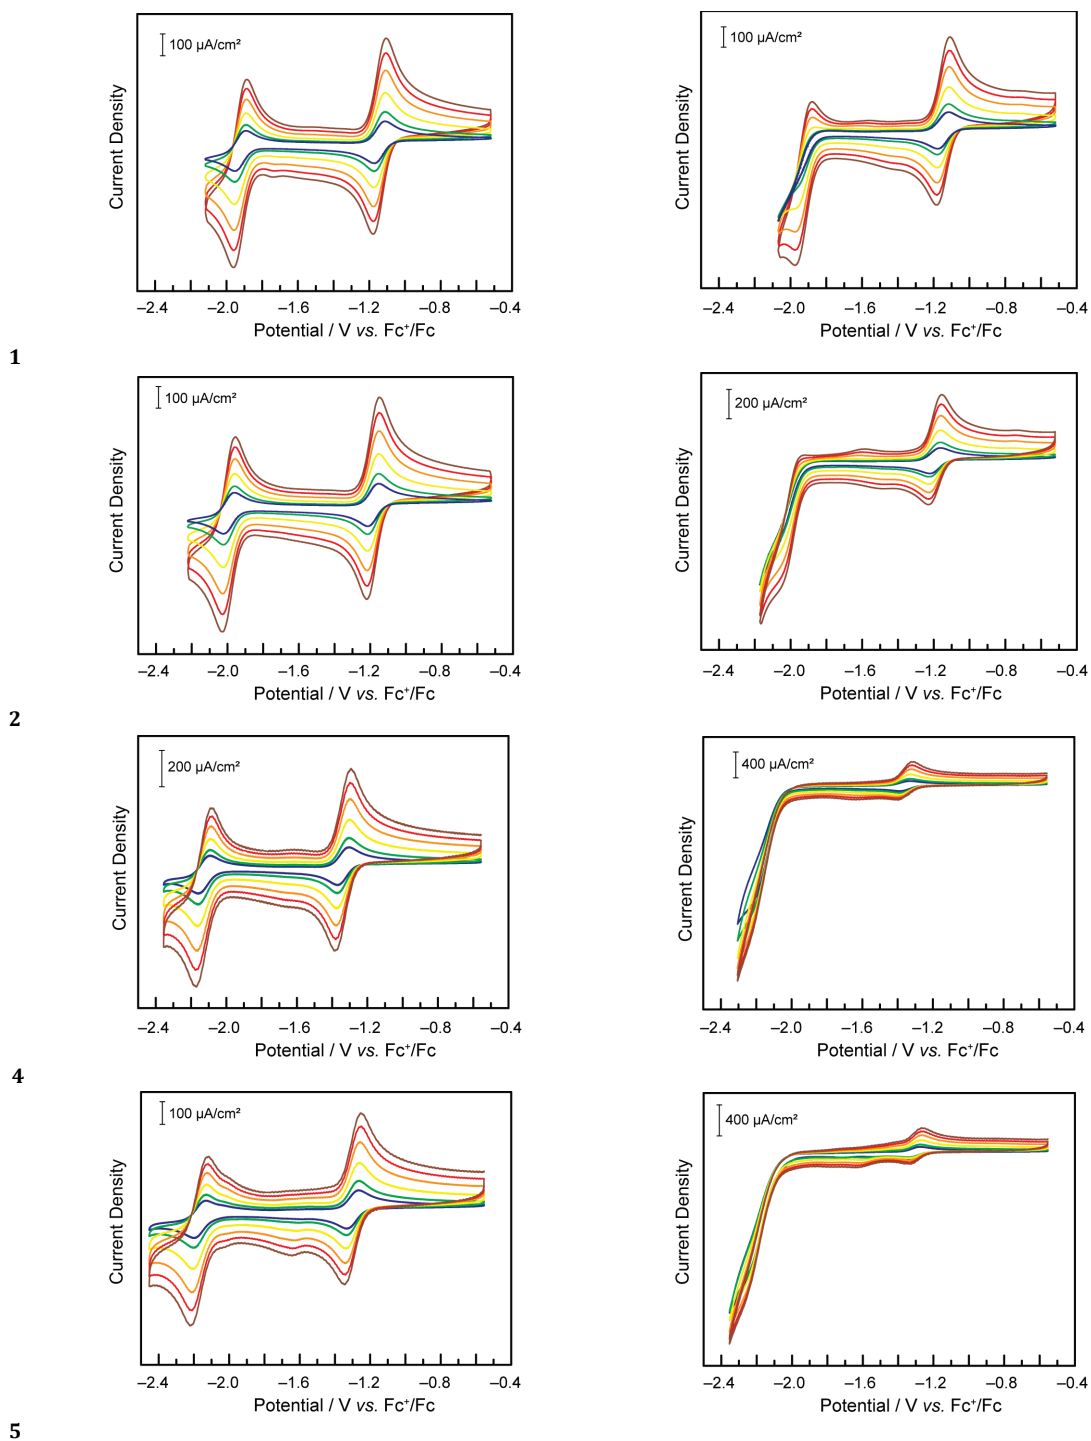 100 µA/cm² 100 µA/cm²
Current Density Current Density
−2.4 −2.0 −1.6 −1.2 −0.8 −0.4 −2.4 −2.0 −1.6 −1.2 −0.8 −0.4
Potential / V vs. Fc⁺/Fc Potential / V vs. Fc⁺/Fc
1
100 µA/cm² 200 µA/cm²
Current Density Current Density
−2.4 −2.0 −1.6 −1.2 −0.8 −0.4 −2.4 −2.0 −1.6 −1.2 −0.8 −0.4
Potential / V vs. Fc⁺/Fc Potential / V vs. Fc⁺/Fc
2
200 µA/cm² 400 µA/cm²
Current Density Current Density
−2.4 −2.0 −1.6 −1.2 −0.8 −0.4 −2.4 −2.0 −1.6 −1.2 −0.8 −0.4
Potential / V vs. Fc⁺/Fc Potential / V vs. Fc⁺/Fc
4
100 µA/cm² 400 µA/cm²
Current Density Current Density
−2.4 −2.0 −1.6 −1.2 −0.8 −0.4 −2.4 −2.0 −1.6 −1.2 −0.8 −0.4
Potential / V vs. Fc⁺/Fc Potential / V vs. Fc⁺/Fc
5